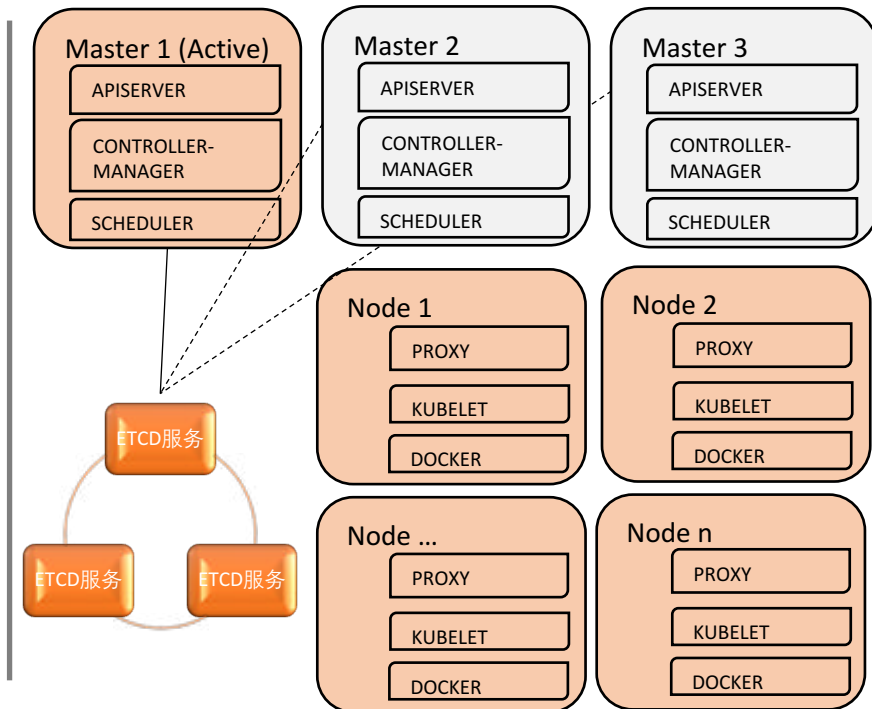 Master 1 (Active)
APISERVER
CONTROLLER-
MANAGER
SCHEDULER
Master 2
APISERVER
CONTROLLER-
MANAGER
SCHEDULER
Master 3
APISERVER
CONTROLLER-
MANAGER
SCHEDULER
Node 1
PROXY
KUBELET
DOCKER
Node 2
PROXY
KUBELET
DOCKER
ETCD服务
ETCD服务
ETCD服务
Node ...
PROXY
KUBELET
DOCKER
Node n
PROXY
KUBELET
DOCKER